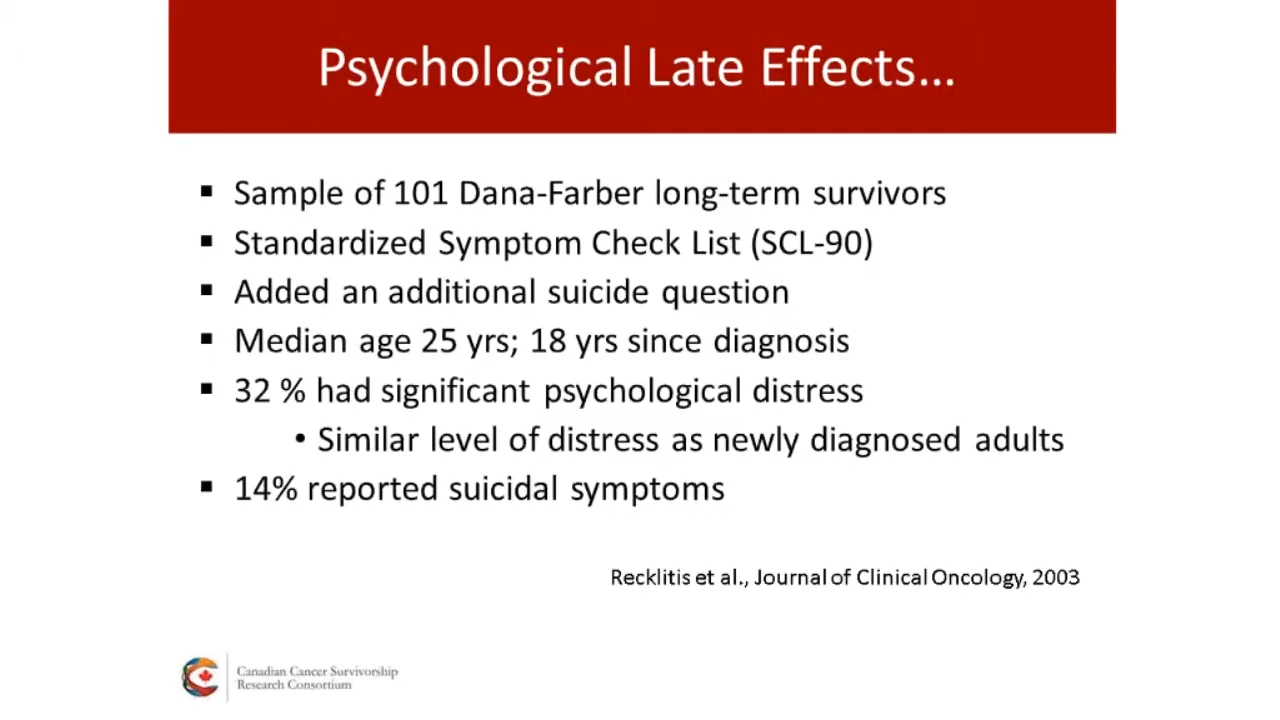 Psychological Late Effects...
▪ Sample of 101 Dana-Farber long-term survivors
▪ Standardized Symptom Check List (SCL-90)
▪ Added an additional suicide question
▪ Median age 25 yrs; 18 yrs since diagnosis
▪ 32 % had significant psychological distress
• Similar level of distress as newly diagnosed adults
▪ 14% reported suicidal symptoms
Recklitis et al., Journal of Clinical Oncology, 2003
Canadian Cancer Survivorship
Research Consortium